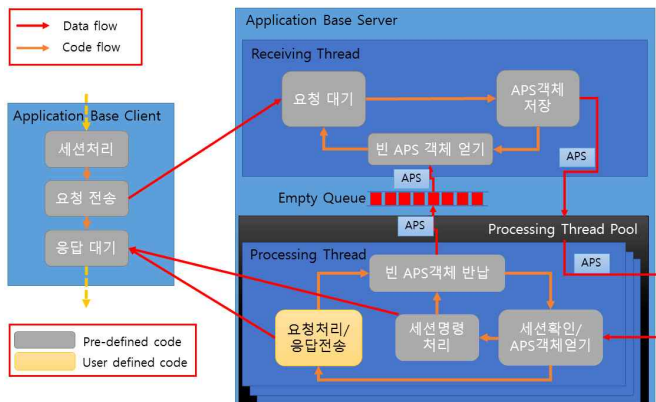 Data flow
Code flow
Application Base Client
세션처리
요청 전송
응답 대기
Pre-defined code
User defined code
Application Base Server
Receiving Thread
요청 대기
APS객체
저장
빈 APS 객체 얻기
APS
APS
Empty Queue
APS
Processing Thread Pool
APS
Processing Thread
빈 APS객체 반납
요청처리/
응답전송
세션명령
처리
세션확인/
APS객체얻기